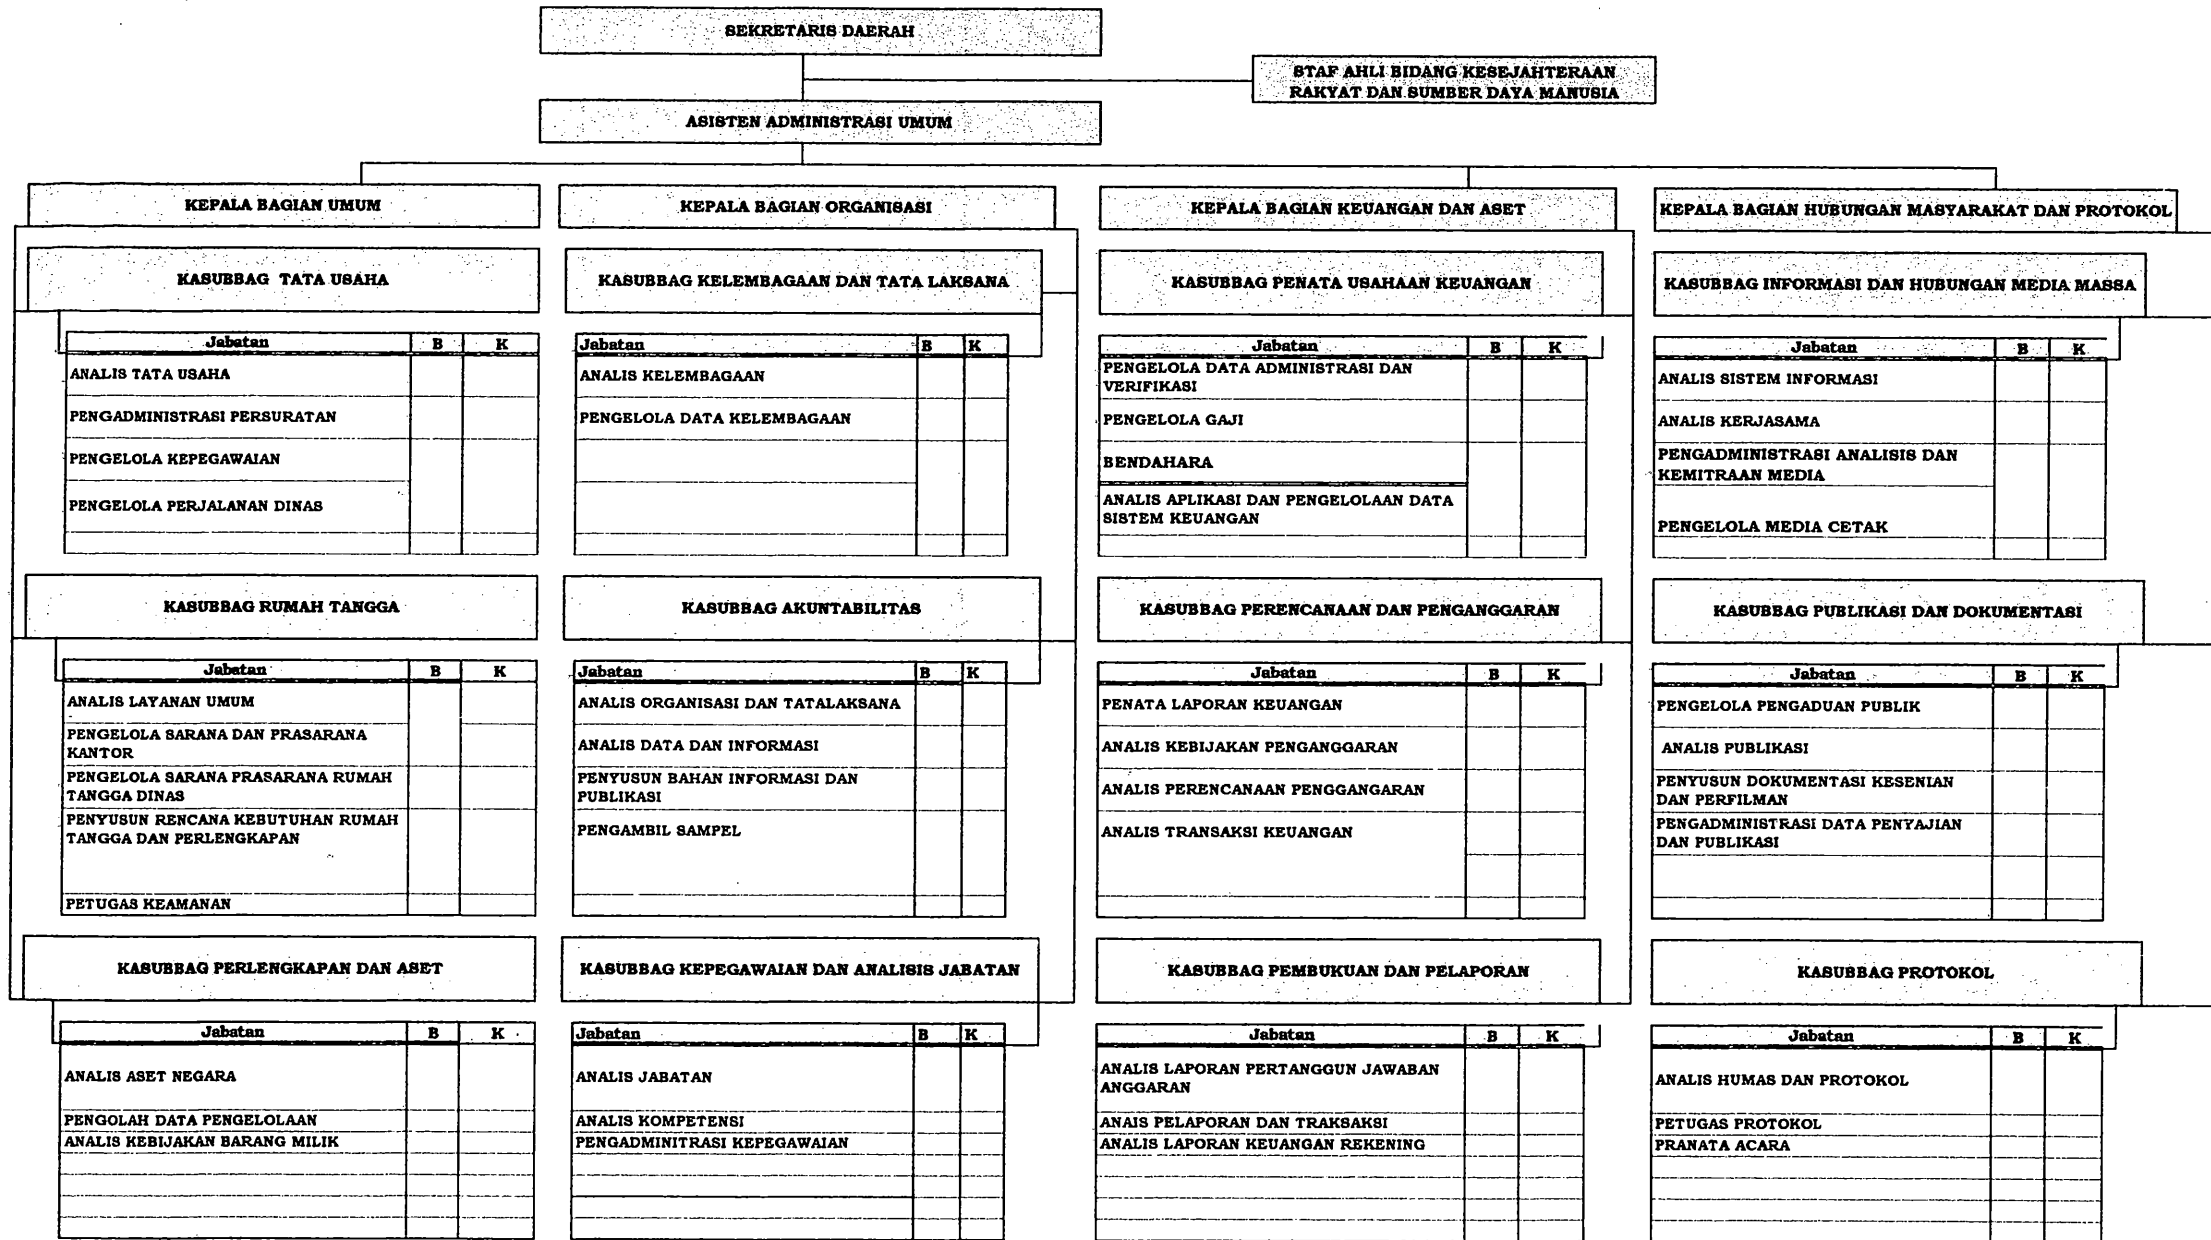 SEKRETARIS DAERAH
STAF AHLI BIDANG KESEJAHTERAAN
RAKYAT DAN SUMBER DAYA MANUSIA
ASISTEN ADMINISTRASI UMUM
KEPALA BAGIAN UMUM
KASUBBAG TATA USAHA
Jabatan B K
ANALIS TATA USAHA
PENGADMINISTRASI PERSURATAN
PENGELOLA KEPEGAWAIAN
PENGELOLA PERJALANAN DINAS
KASUBBAG RUMAH TANGGA
Jabatan B K
ANALIS LAYANAN UMUM
PENGELOLA SARANA DAN PRASARANA
KANTOR
PENGELOLA SARANA PRASARANA RUMAH
TANGGA DINAS
PENYUSUN RENCANA KEBUTUHAN RUMAH
TANGGA DAN PERLENGKAPAN
PETUGAS KEAMANAN
KASUBBAG PERLENGKAPAN DAN ASET
Jabatan B K
ANALIS ASET NEGARA
PENGOLAH DATA PENGELOLAAN
ANALIS KEBIJAKAN BARANG MILIK
KEPALA BAGIAN ORGANISASI
KASUBBAG KELEMBAGAAN DAN TATA LAKSANA
Jabatan B K
ANALIS KELEMBAGAAN
PENGELOLA DATA KELEMBAGAAN
KASUBBAG AKUNTABILITAS
Jabatan B K
ANALIS ORGANISASI DAN TATALAKSANA
ANALIS DATA DAN INFORMASI
PENYUSUN BAHAN INFORMASI DAN
PUBLIKASI
PENGAMBIL SAMPEL
KASUBBAG KEPEGAWAIAN DAN ANALISIS JABATAN
Jabatan B K
ANALIS JABATAN
ANALIS KOMPETENSI
PENGADMINITRASI KEPEGAWAIAN
KEPALA BAGIAN KEUANGAN DAN ASET
KASUBBAG PENATA USAHAAN KEUANGAN
Jabatan B K
PENGELOLA DATA ADMINISTRASI DAN
VERIFIKASI
PENGELOLA GAJI
BENDAHARA
ANALIS APLIKASI DAN PENGELOLAAN DATA
SISTEM KEUANGAN
KASUBBAG PERENCANAAN DAN PENGANGGARAN
Jabatan B K
PENATA LAPORAN KEUANGAN
ANALIS KEBIJAKAN PENGANGGARAN
ANALIS PERENCANAAN PENGGANGARAN
ANALIS TRANSAKSI KEUANGAN
KASUBBAG PEMBUKUAN DAN PELAPORAN
Jabatan B K
ANALIS LAPORAN PERTANGGUN JAWABAN
ANGGARAN
ANAIS PELAPORAN DAN TRAKSAKSI
ANALIS LAPORAN KEUANGAN REKENING
KEPALA BAGIAN HUBUNGAN MASYARAKAT DAN PROTOKOL
KASUBBAG INFORMASI DAN HUBUNGAN MEDIA MASSA
Jabatan B K
ANALIS SISTEM INFORMASI
ANALIS KERJASAMA
PENGADMINISTRASI ANALISIS DAN
KEMITRAAN MEDIA
PENGELOLA MEDIA CETAK
KASUBBAG PUBLIKASI DAN DOKUMENTASI
Jabatan B K
PENGELOLA PENGADUAN PUBLIK
ANALIS PUBLIKASI
PENYUSUN DOKUMENTASI KESENIAN
DAN PERFILMAN
PENGADMINISTRASI DATA PENYAJIAN
DAN PUBLIKASI
KASUBBAG PROTOKOL
Jabatan B K
ANALIS HUMAS DAN PROTOKOL
PETUGAS PROTOKOL
PRANATA ACARA